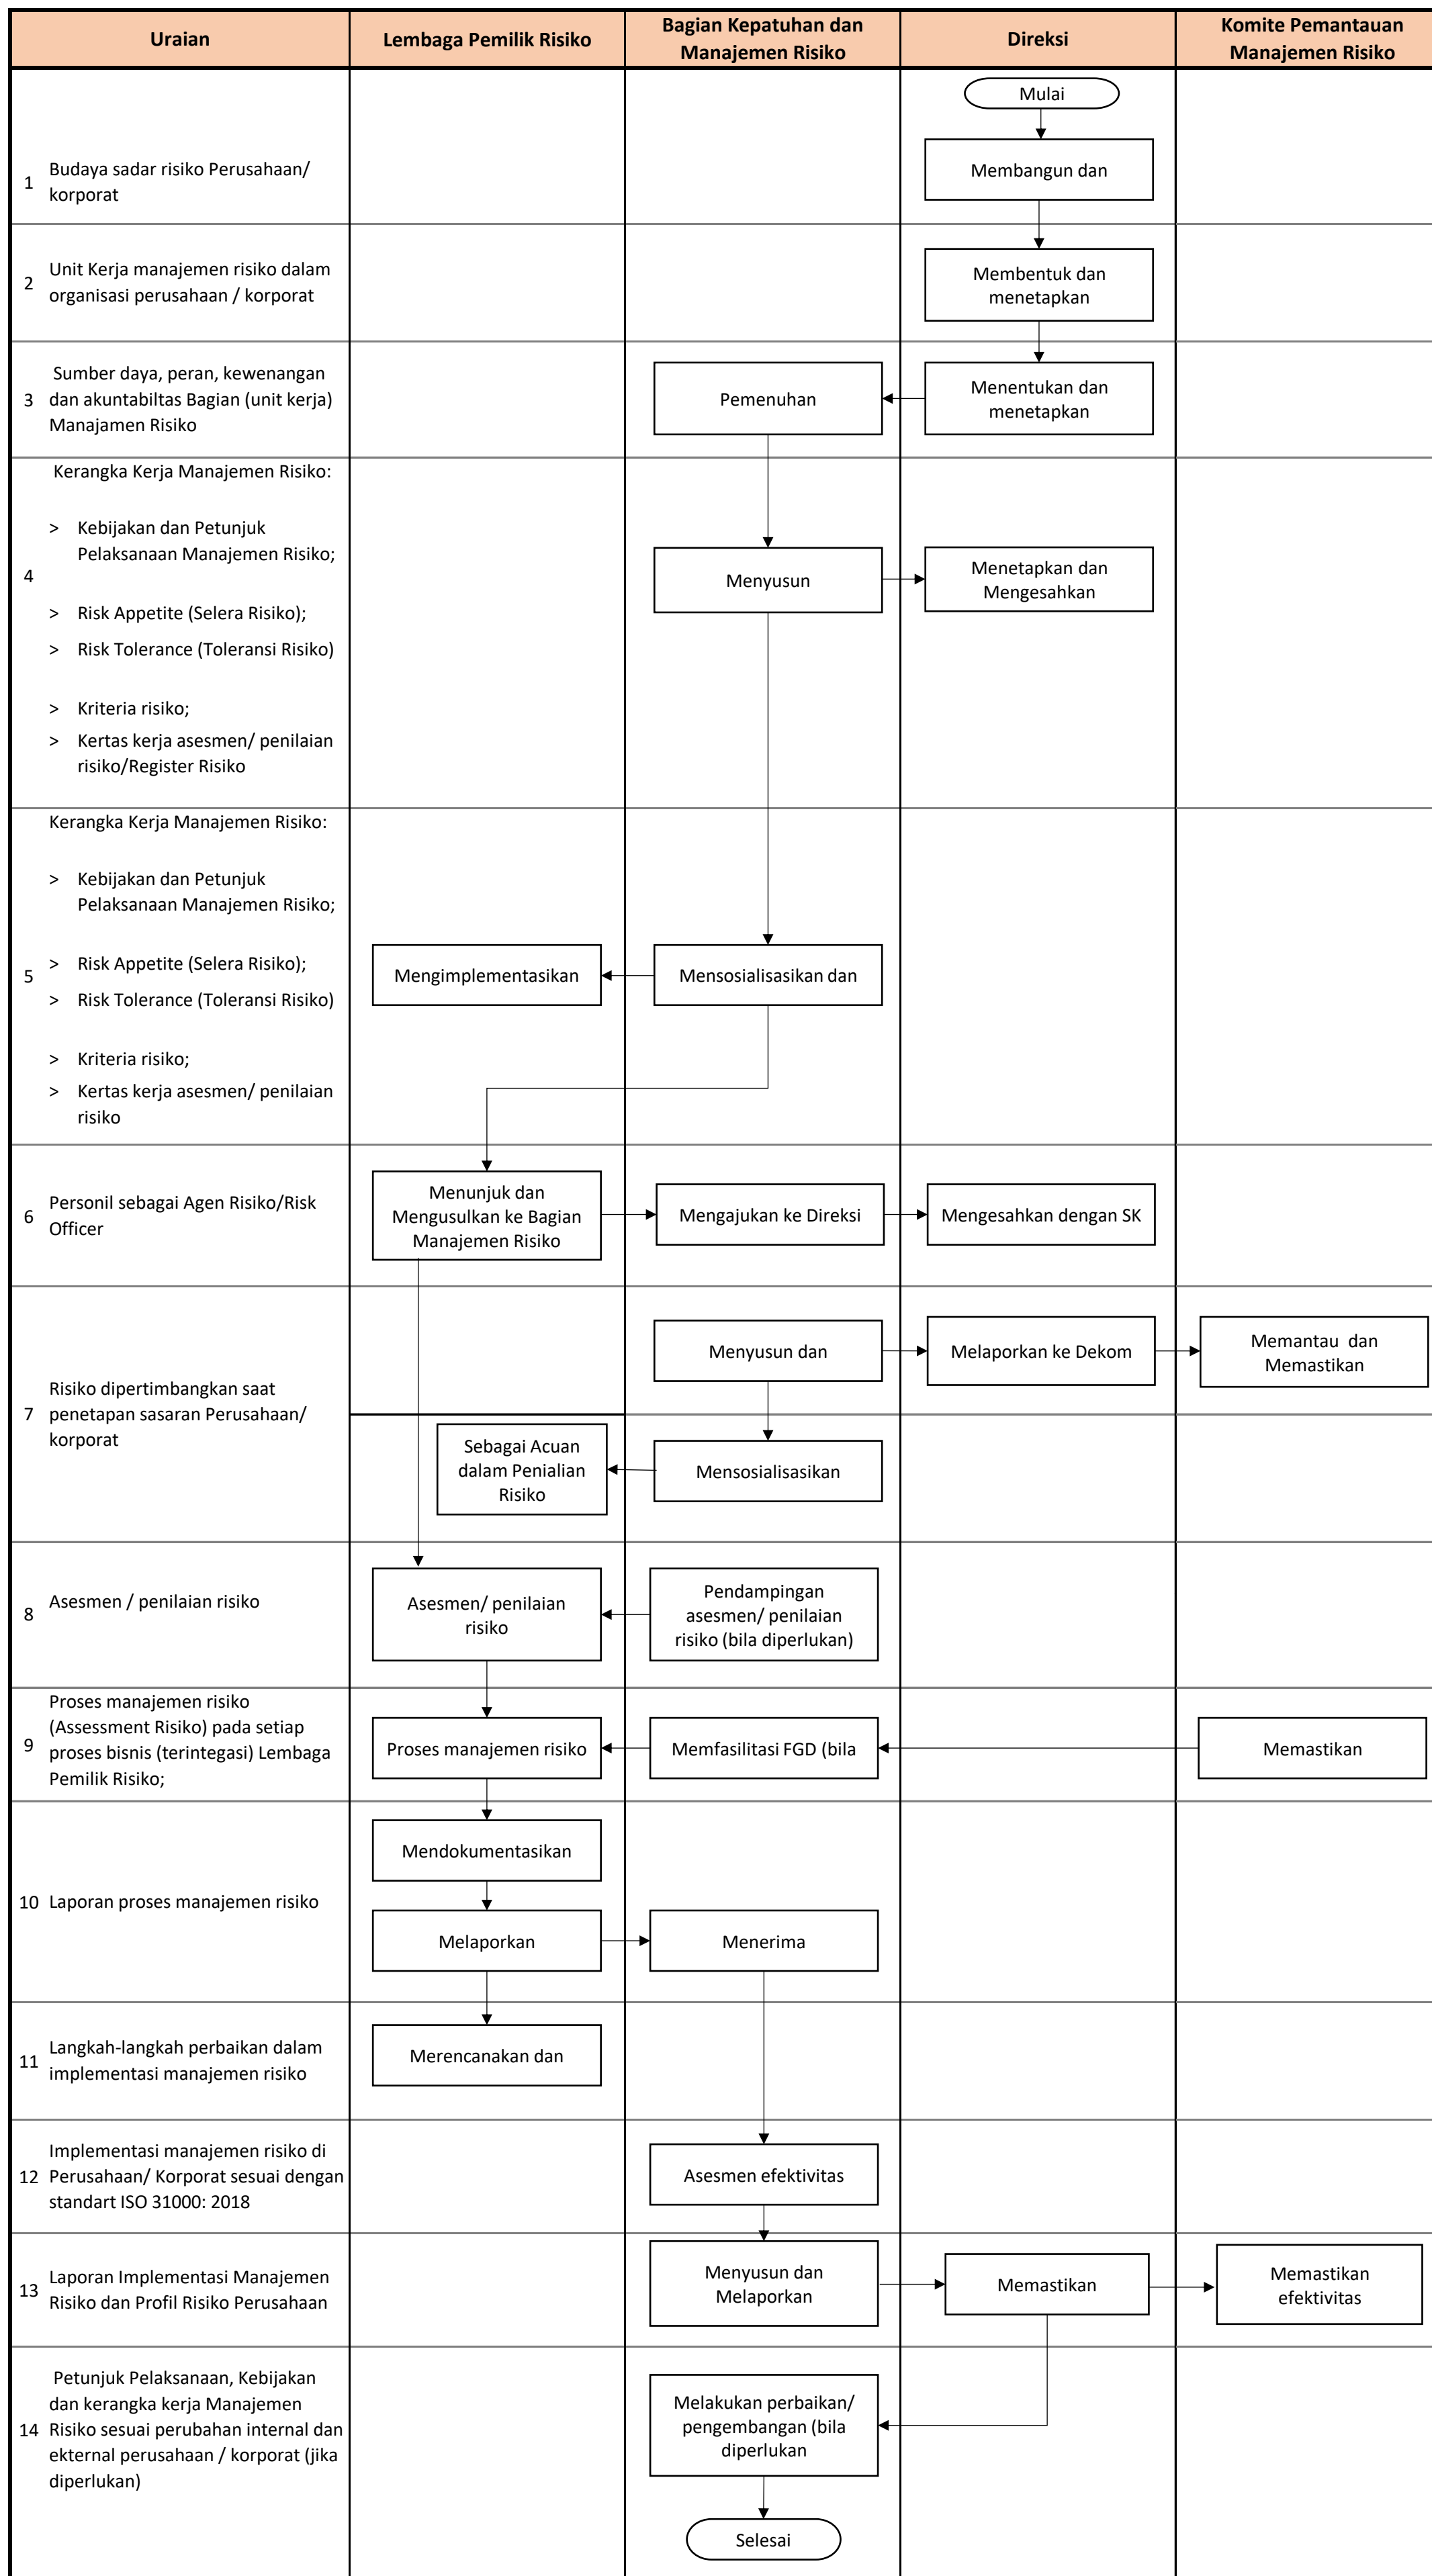 Uraian
Lembaga Pemilik Risiko
Bagian Kepatuhan dan
Manajemen Risiko
Direksi
Komite Pemantauan
Manajemen Risiko
Mulai
1
Budaya sadar risiko Perusahaan/
korporat
Membangun dan
2
Unit Kerja manajemen risiko dalam
organisasi perusahaan / korporat
Membentuk dan
menetapkan
3
Sumber daya, peran, kewenangan
dan akuntabiltas Bagian (unit kerja)
Manajamen Risiko
Pemenuhan
Menentukan dan
menetapkan
4
Kerangka Kerja Manajemen Risiko:
> Kebijakan dan Petunjuk
Pelaksanaan Manajemen Risiko;
> Risk Appetite (Selera Risiko);
> Risk Tolerance (Toleransi Risiko)
> Kriteria risiko;
> Kertas kerja asesmen/ penilaian
risiko/Register Risiko
Menyusun
Menetapkan dan
Mengesahkan
5
Kerangka Kerja Manajemen Risiko:
> Kebijakan dan Petunjuk
Pelaksanaan Manajemen Risiko;
> Risk Appetite (Selera Risiko);
> Risk Tolerance (Toleransi Risiko)
> Kriteria risiko;
> Kertas kerja asesmen/ penilaian
risiko
Mengimplementasikan
Mensosialisasikan dan
6
Personil sebagai Agen Risiko/Risk
Officer
Menunjuk dan
Mengusulkan ke Bagian
Manajemen Risiko
Mengajukan ke Direksi
Mengesahkan dengan SK
7
Risiko dipertimbangkan saat
penetapan sasaran Perusahaan/
korporat
Menyusun dan
Melaporkan ke Dekom
Memantau dan
Memastikan
Sebagai Acuan
dalam Penialian
Risiko
Mensosialisasikan
8
Asesmen / penilaian risiko
Asesmen/ penilaian
risiko
Pendampingan
asesmen/ penilaian
risiko (bila diperlukan)
9
Proses manajemen risiko
(Assessment Risiko) pada setiap
proses bisnis (terintegasi) Lembaga
Pemilik Risiko;
Proses manajemen risiko
Memfasilitasi FGD (bila
Memastikan
10
Laporan proses manajemen risiko
Mendokumentasikan
Melaporkan
Menerima
11
Langkah-langkah perbaikan dalam
implementasi manajemen risiko
Merencanakan dan
12
Implementasi manajemen risiko di
Perusahaan/ Korporat sesuai dengan
standart ISO 31000: 2018
Asesmen efektivitas
13
Laporan Implementasi Manajemen
Risiko dan Profil Risiko Perusahaan
Menyusun dan
Melaporkan
Memastikan
Memastikan
efektivitas
14
Petunjuk Pelaksanaan, Kebijakan
dan kerangka kerja Manajemen
Risiko sesuai perubahan internal dan
ekternal perusahaan / korporat (jika
diperlukan)
Melakukan perbaikan/
pengembangan (bila
diperlukan
Selesai